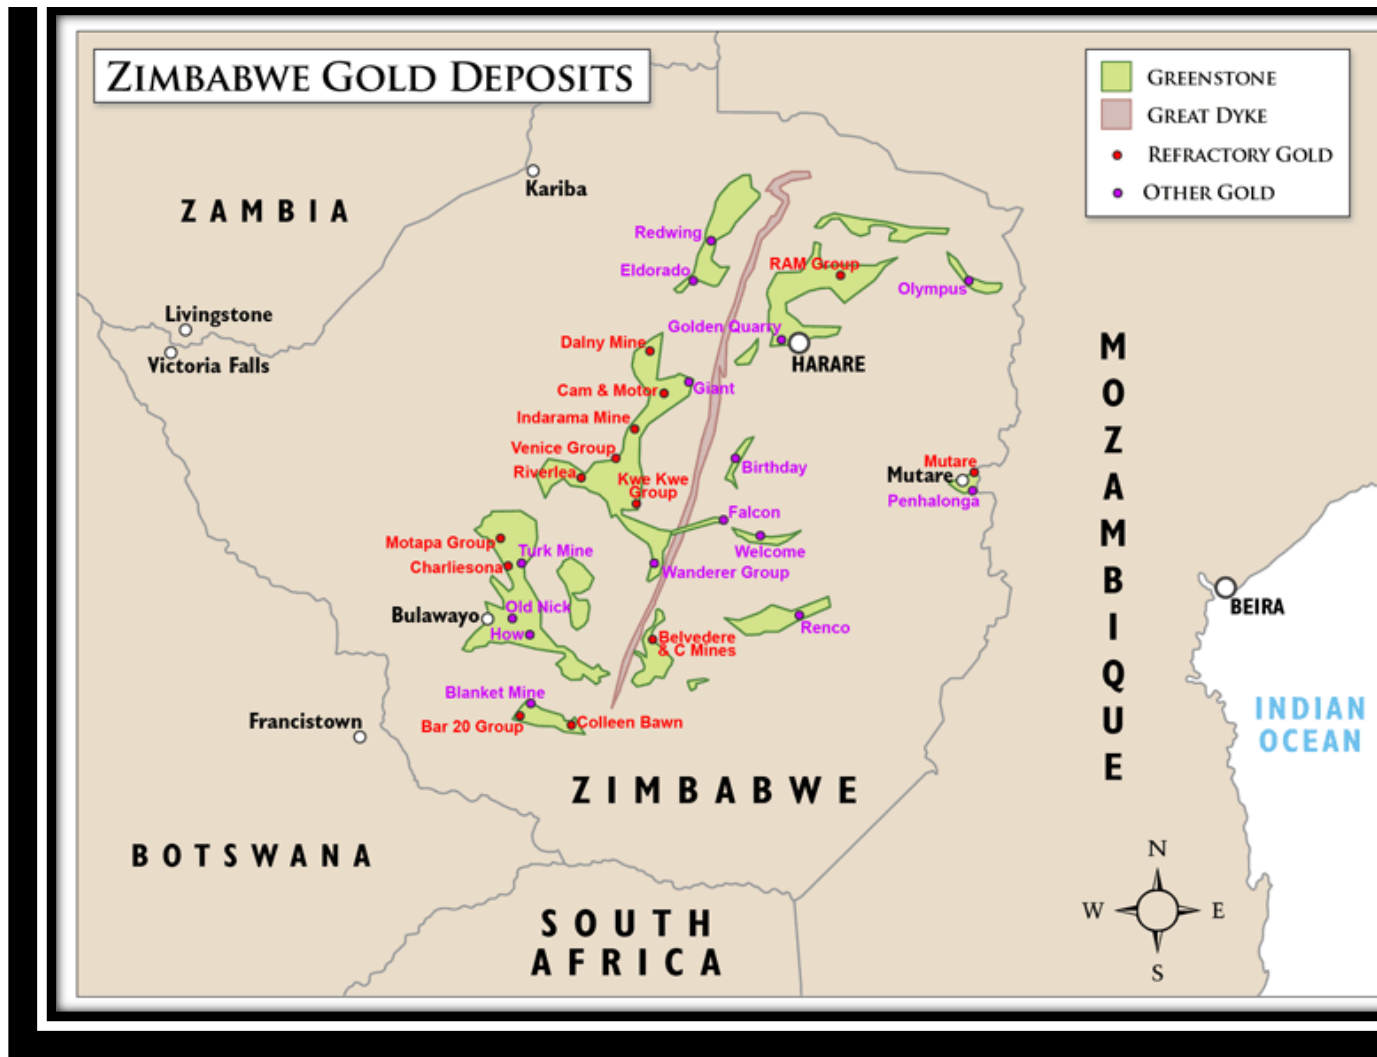 ZIMBABWE GOLD DEPOSITS
GREENSTONE
GREAT DYKE
REFRACTORY GOLD
OTHER GOLD
Kariba
ZAMBIA
Redwing
Eldorado
RAM Group
Olympus
Livingstone
Victoria Falls
Golden Quarry
HARARE
Dalny Mine
Cam & Motor
Giant
Indarama Mine
Venice Group
Riverlea
Kwe Kwe
Group
Birthday
Mutare
Mutare
Penhalonga
MOZAMBIQUE
Falcon
Welcome
Wanderer Group
Motapa Group
Turk Mine
Charliesona
Bulawayo
Old Nick
How
Renco
Belvedere
& C Mines
BEIRA
Blanket Mine
Bar 20 Group
Colleen Bawn
Francistown
INDIAN
OCEAN
ZIMBABWE
BOTSWANA
SOUTH
AFRICA
N
W
E
S